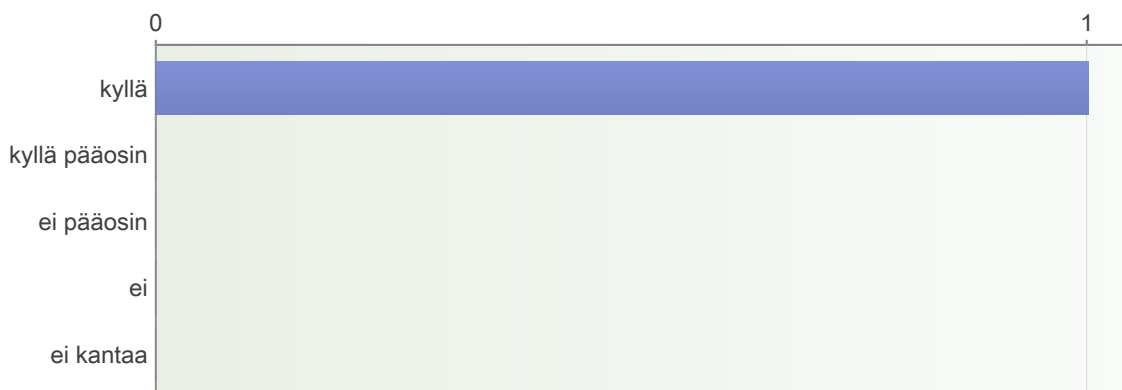 0 1
kyllä
kyllä pääosin
ei pääosin
ei
ei kantaa